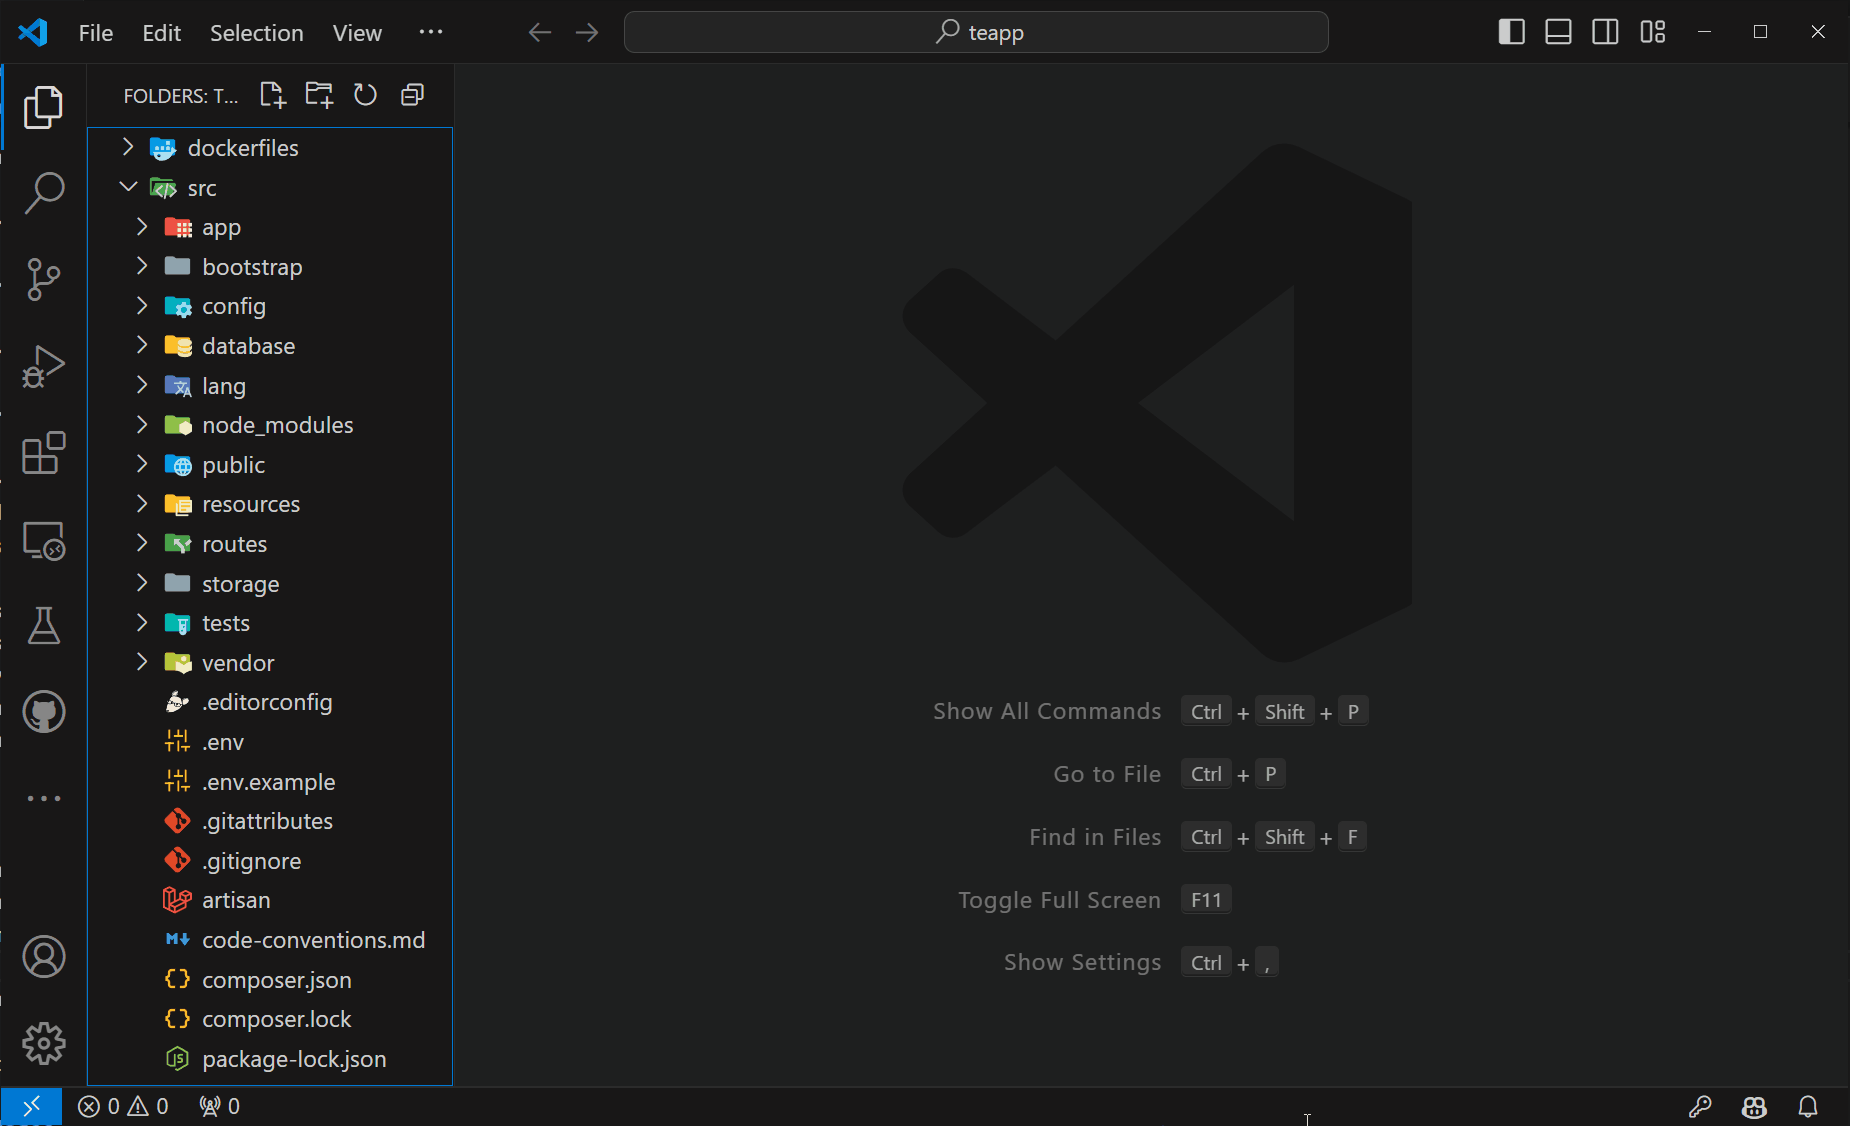 File Edit Selection View ··· teapp
FOLDERS: T...
dockerfiles
src
app
bootstrap
config
database
lang
node_modules
public
resources
routes
storage
tests
vendor
.editorconfig
.env
.env.example
.gitattributes
.gitignore
artisan
code-conventions.md
composer.json
composer.lock
package-lock.json
Show All Commands Ctrl + Shift + P
Go to File Ctrl + P
Find in Files Ctrl + Shift + F
Toggle Full Screen F11
Show Settings Ctrl + ,
0 0 0